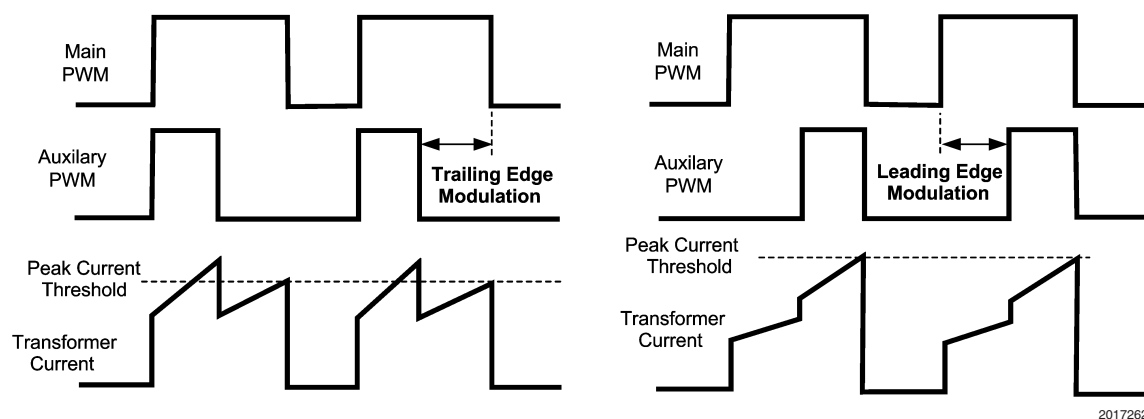 Main
PWM
Auxilary
PWM
Trailing Edge
Modulation
Peak Current
Threshold
Transformer
Current
Main
PWM
Auxilary
PWM
Leading Edge
Modulation
Peak Current
Threshold
Transformer
Current